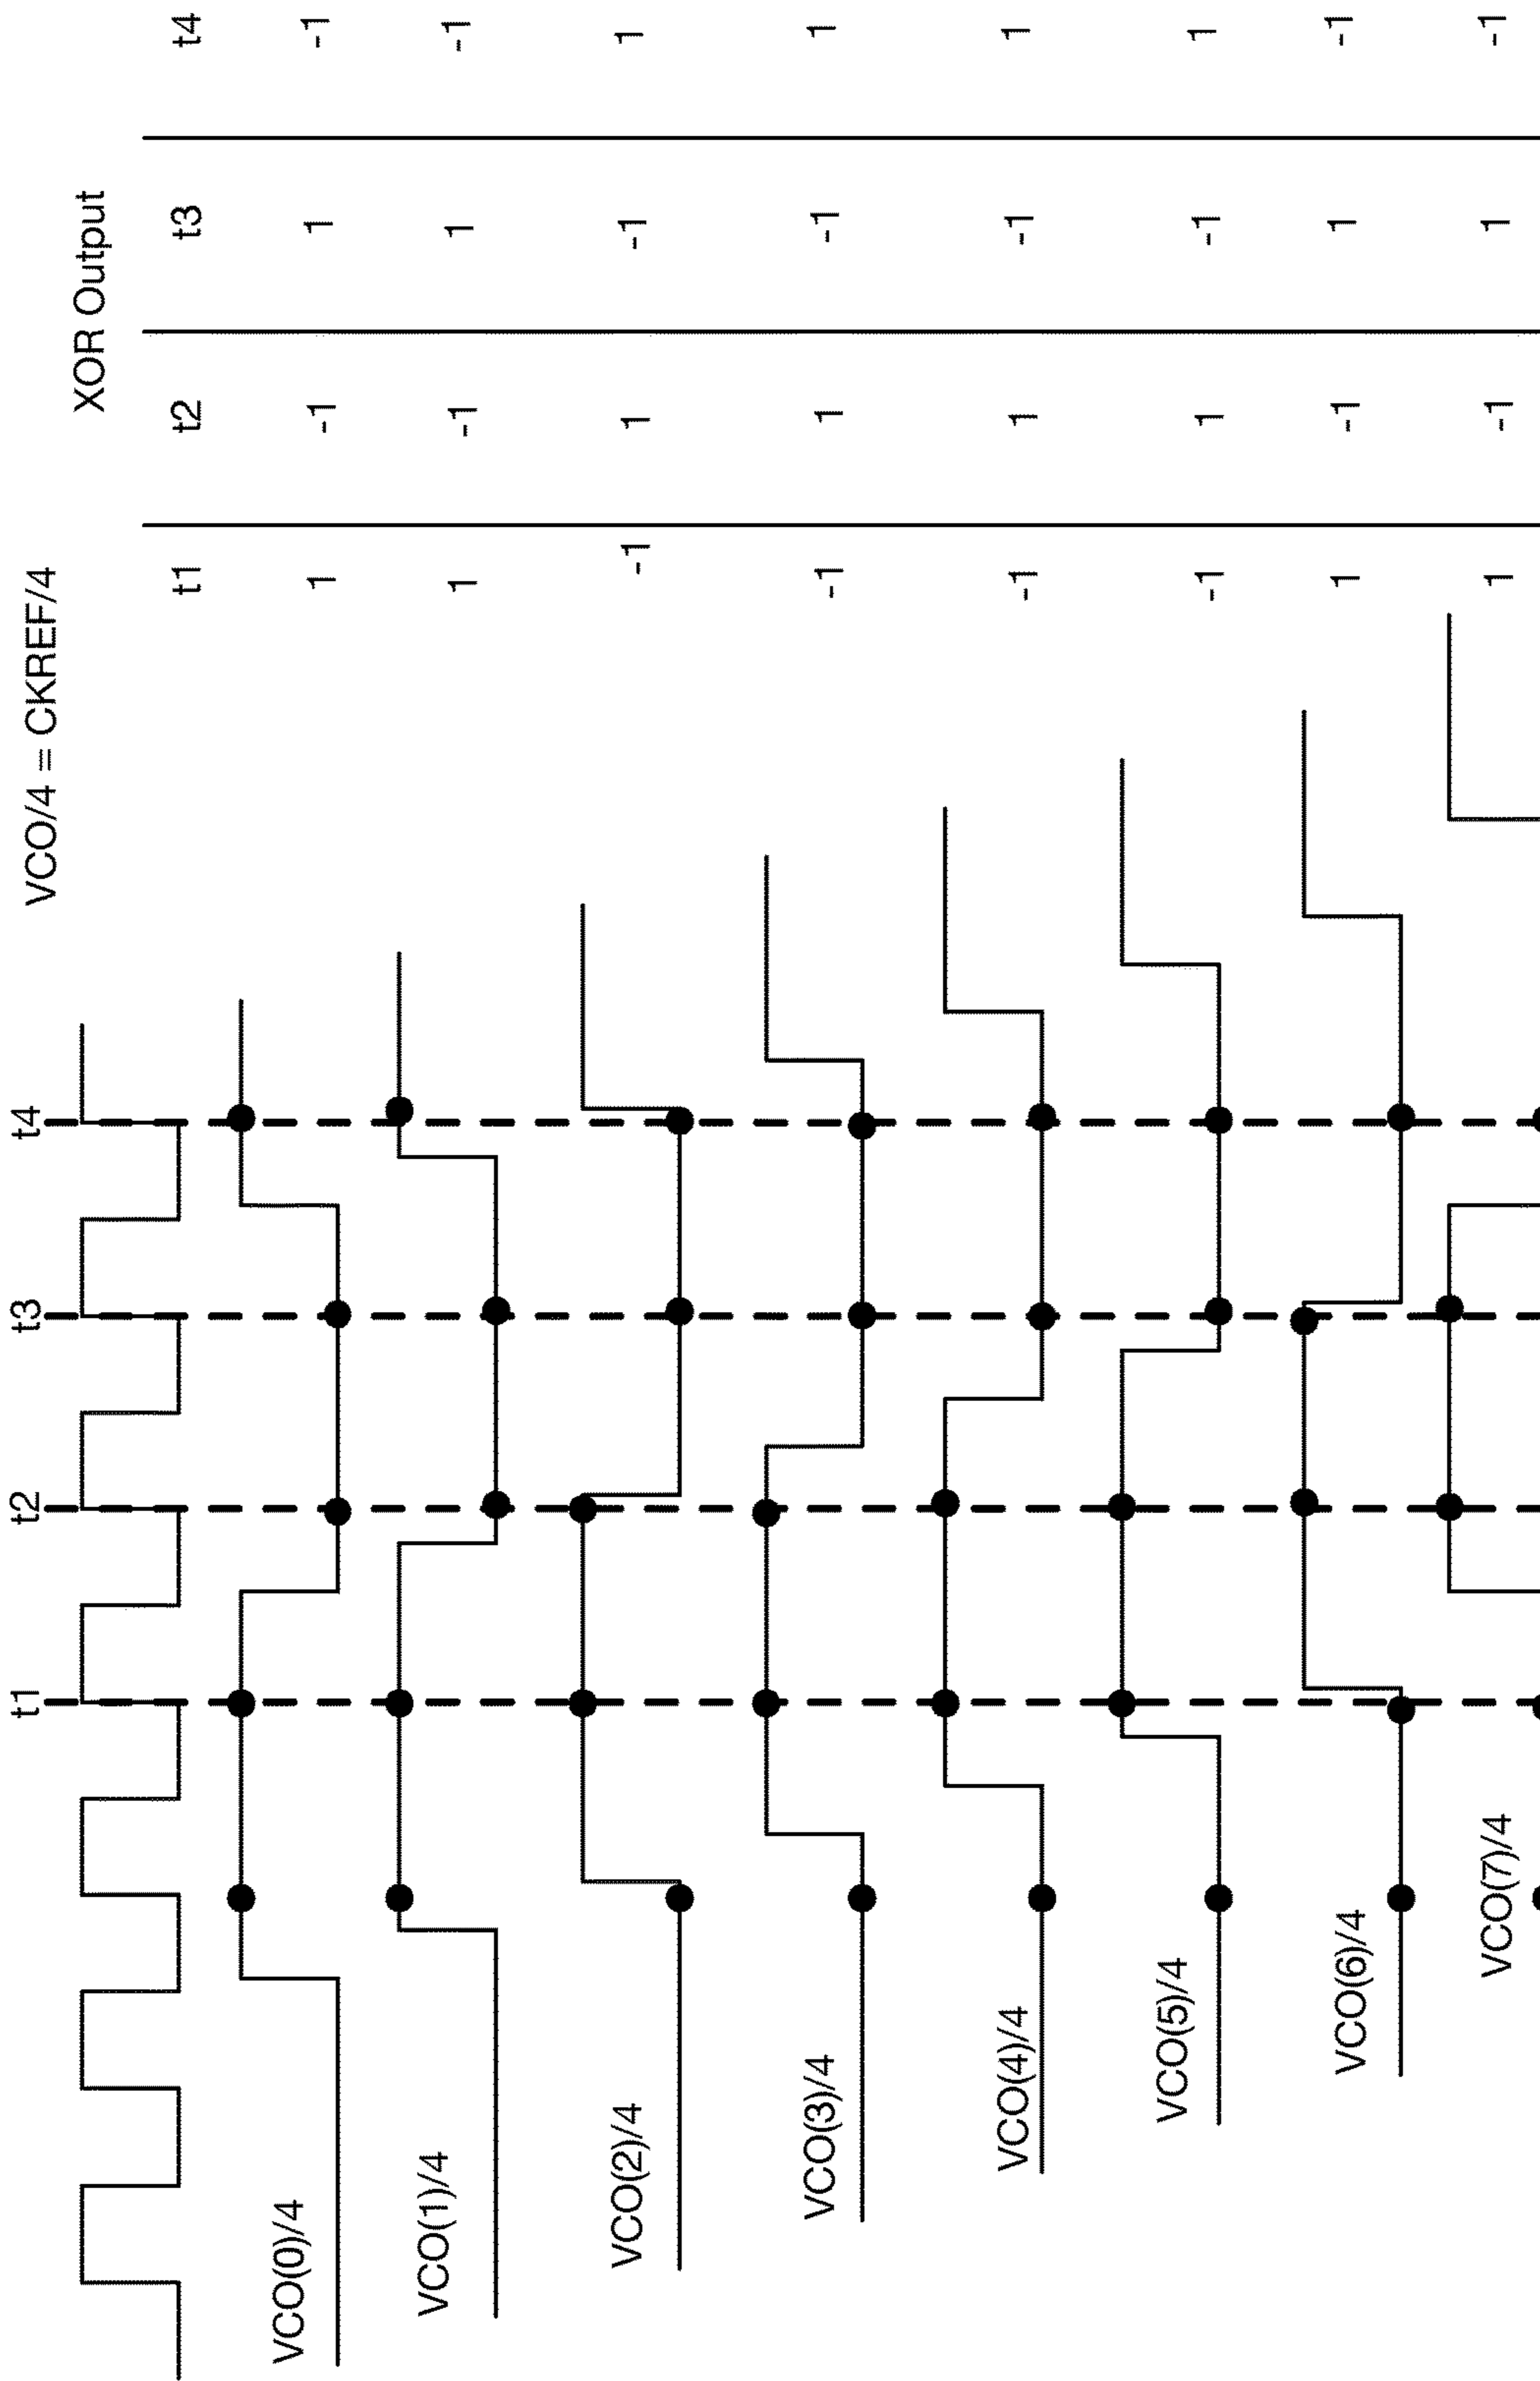 VCO/4 = CKREF/4
XOR Output
t1 t2 t3 t4 t1 t2 t3 t4
VCO(0)/4 1 -1 1 -1
VCO(1)/4 1 -1 1 -1
VCO(2)/4 -1 1 -1 1
VCO(3)/4 -1 1 -1 1
VCO(4)/4 -1 1 -1 1
VCO(5)/4 -1 1 -1 1
VCO(6)/4 1 -1 1 -1
VCO(7)/4 1 -1 1 -1